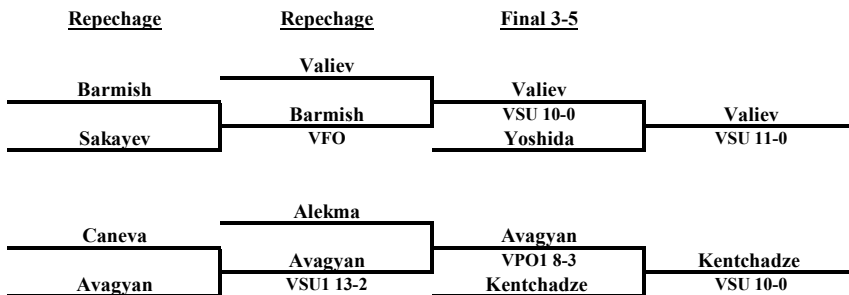 Repechage Repechage Final 3-5
Valiev
Barmish Valiev
Barmish VSU 10-0 Valiev
Sakayev VFO Yoshida VSU 11-0
Alekma
Caneva Avagyan
Avagyan VPO1 8-3 Kentchadze
Avagyan VSU1 13-2 Kentchadze VSU 10-0